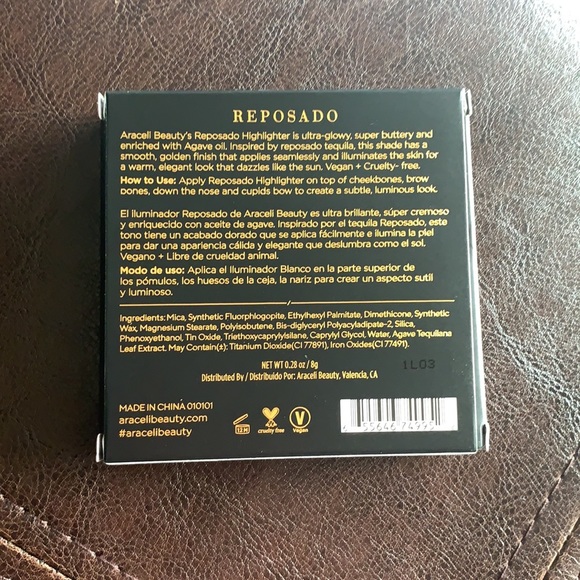 REPOSADO
Araceli Beauty's Reposado Highlighter is ultra-glowy, super buttery and
enriched with Agave oil. Inspired by reposado tequila, this shade has a
smooth, golden finish that applies seamlessly and illuminates the skin for
a warm, elegant look that dazzles like the sun. Vegan + Cruelty- free.
How to Use: Apply Reposado Highlighter on top of cheekbones, brow
bones, down the nose and cupids bow to create a subtle, luminous look.
El iluminador Reposado de Araceli Beauty es ultra brillante, súper cremoso
y enriquecido con aceite de agave. Inspirado por el tequila Reposado, este
tono tiene un acabado dorado que se aplica fácilmente e ilumina la piel
para dar una apariencia cálida y elegante que deslumbra como el sol.
Vegano + Libre de crueldad animal.
Modo de uso: Aplica el Iluminador Blanco en la parte superior de
los pómulos, los huesos de la ceja, la nariz para crear un aspecto sutil
y luminoso.
Ingredients: Mica, Synthetic Fluorphlogopite, Ethylhexyl Palmitate, Dimethicone, Synthetic
Wax, Magnesium Stearate, Polyisobutene, Bis-diglyceryl Polyacyladipate-2, Silica,
Phenoxyethanol, Tin Oxide, Triethoxycaprylylsilane, Caprylyl Glycol, Water, Agave Tequilana
Leaf Extract. May Contain(±): Titanium Dioxide(CI 77891), Iron Oxides(CI 77491).
NET WT 0.28 oz / 8g
1L03
Distributed By / Distribuido Por: Araceli Beauty, Valencia, CA
MADE IN CHINA 010101
aracelibeauty.com
#aracelibeauty
12M
cruelty free
V
Vegan
6 55646 74995